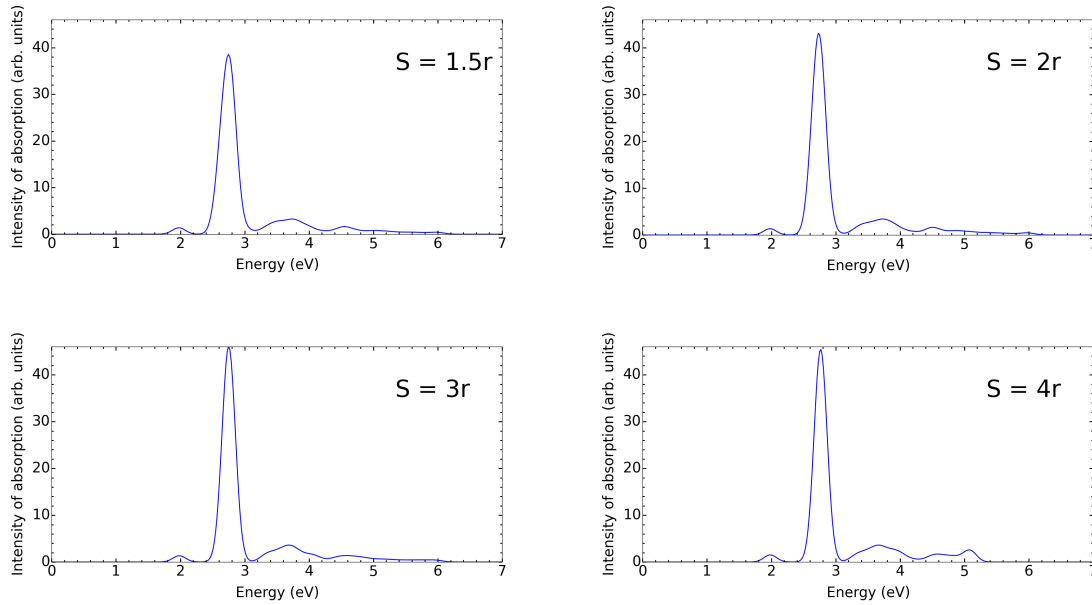 Intensity of absorption (arb. units)
40
30
20
10
0
S = 1.5r
0 1 2 3 4 5 6 7
Energy (eV)
Intensity of absorption (arb. units)
40
30
20
10
0
S = 2r
0 1 2 3 4 5 6
Energy (eV)
Intensity of absorption (arb. units)
40
30
20
10
0
S = 3r
0 1 2 3 4 5 6 7
Energy (eV)
Intensity of absorption (arb. units)
40
30
20
10
0
S = 4r
0 1 2 3 4 5 6
Energy (eV)